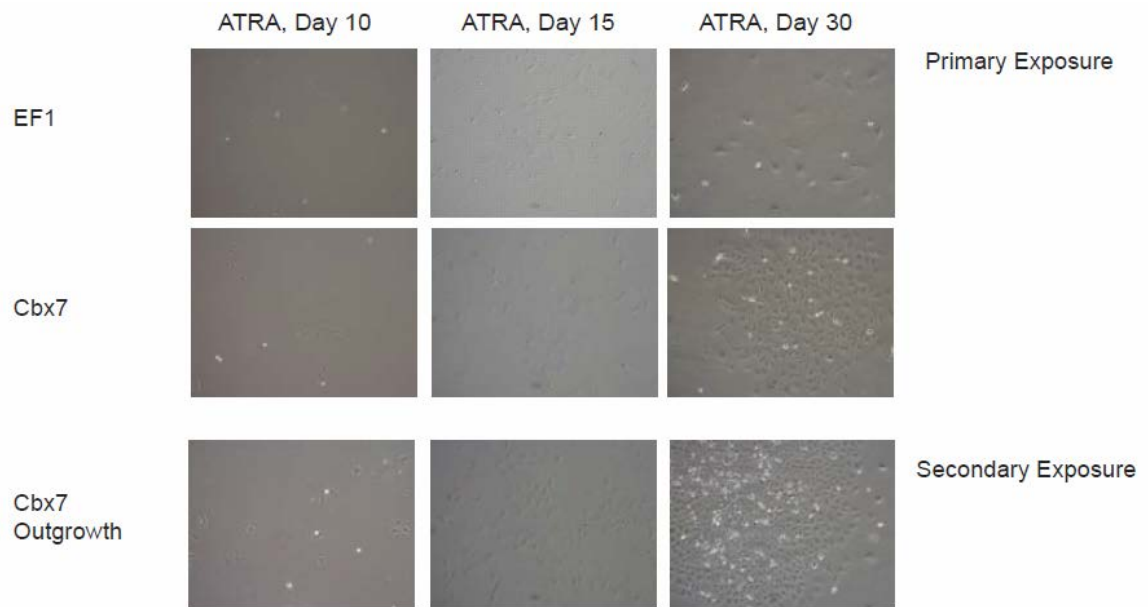 ATRA, Day 10 ATRA, Day 15 ATRA, Day 30
Primary Exposure
EF1
Cbx7
Secondary Exposure
Cbx7
Outgrowth